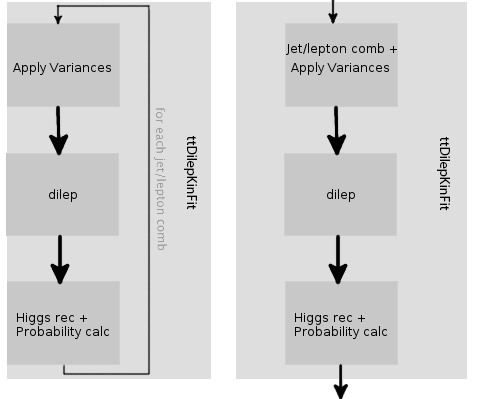 Apply Variances
dilep
Higgs rec +
Probability calc
for each jet/lepton comb
ttDilepKinFit
Jet/lepton comb +
Apply Variances
dilep
Higgs rec +
Probability calc
ttDilepKinFit